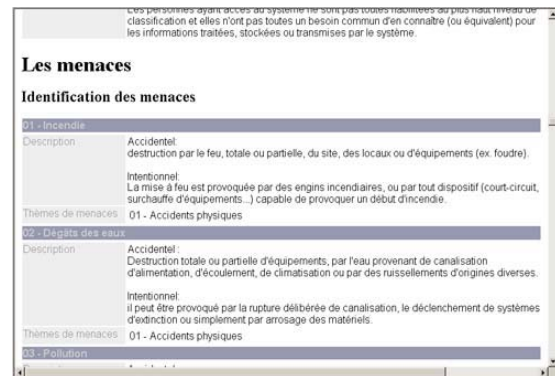 Les personnes ayant accès au système ne sont pas toutes habilitées au plus haut niveau de
classification et elles n'ont pas toutes un besoin commun d'en connaître (ou équivalent) pour
les informations traitées, stockées ou transmises par le système.
Les menaces
Identification des menaces
01 - Incendie
Description
Accidentel:
destruction par le feu, totale ou partielle, du site, des locaux ou d'équipements (ex. foudre).
Intentionnel:
La mise à feu est provoquée par des engins incendiaires, ou par tout dispositif (court-circuit,
surchauffe d'équipements...) capable de provoquer un début d'incendie.
Thèmes de menaces 01 - Accidents physiques
02 - Dégâts des eaux
Description
Accidentel :
Destruction totale ou partielle d'équipements, par l'eau provenant de canalisation
d'alimentation, d'écoulement, de climatisation ou par des ruissellements d'origines diverses.
Intentionnel:
il peut être provoqué par la rupture délibérée de canalisation, le déclenchement de systèmes
d'extinction ou simplement par arrosage des matériels.
Thèmes de menaces 01 - Accidents physiques
03 - Pollution